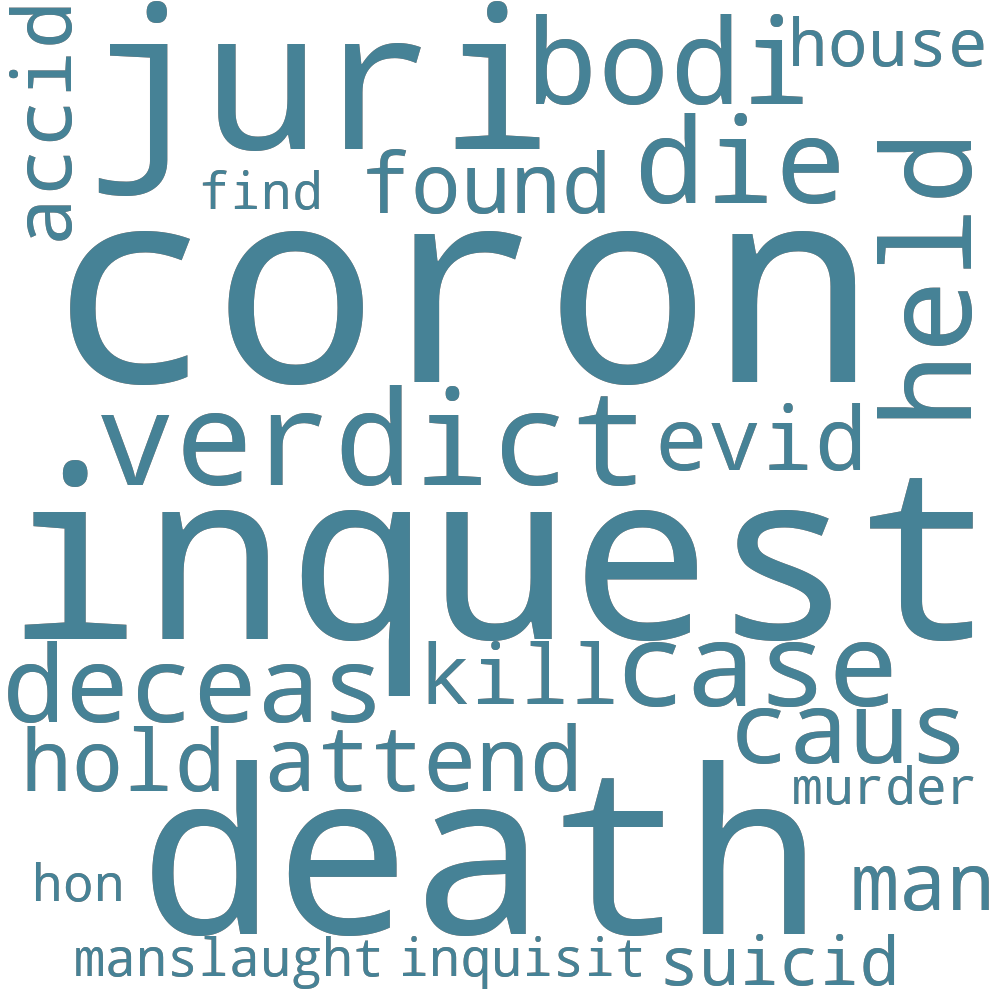 accid
juri
bodi
house
find
found
die
held
coron
verdict
evid
inquest
deceas
kill
case
hold
attend
caus
murder
death
hon
man
manslaught
inquisit
suicid